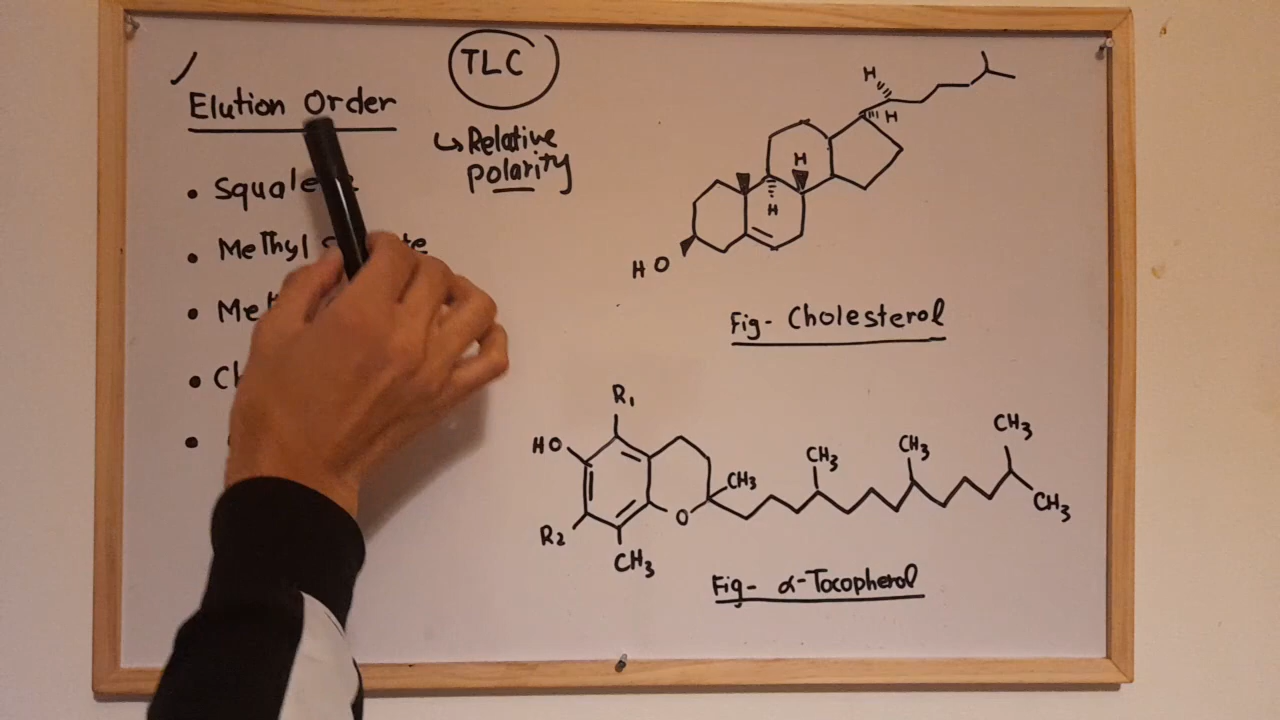 Elution Order
TLC
↳ Relative
polarity
• Squale
• Methyl te
• Me
• Ch
•
H
H
H
H
HO
Fig- Cholesterol
R₁
HO
CH₃
CH₃
CH₃
CH₃
R₂
O
CH₃
CH₃
Fig- α-Tocopherol